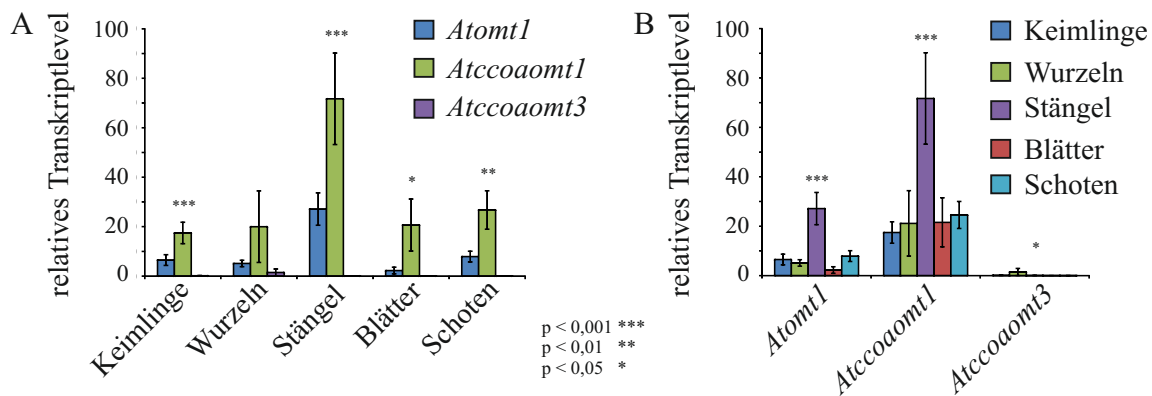 A
relatives Transkriptlevel
100
80
60
40
20
0
***
***
*
**
Atomt1
Atccoaomt1
Atccoaomt3
Keimlinge
Wurzeln
Stängel
Blätter
Schoten
p < 0,001 ***
p < 0,01 **
p < 0,05 *
B
relatives Transkriptlevel
100
80
60
40
20
0
***
***
*
Keimlinge
Wurzeln
Stängel
Blätter
Schoten
Atomt1
Atccoaomt1
Atccoaomt3